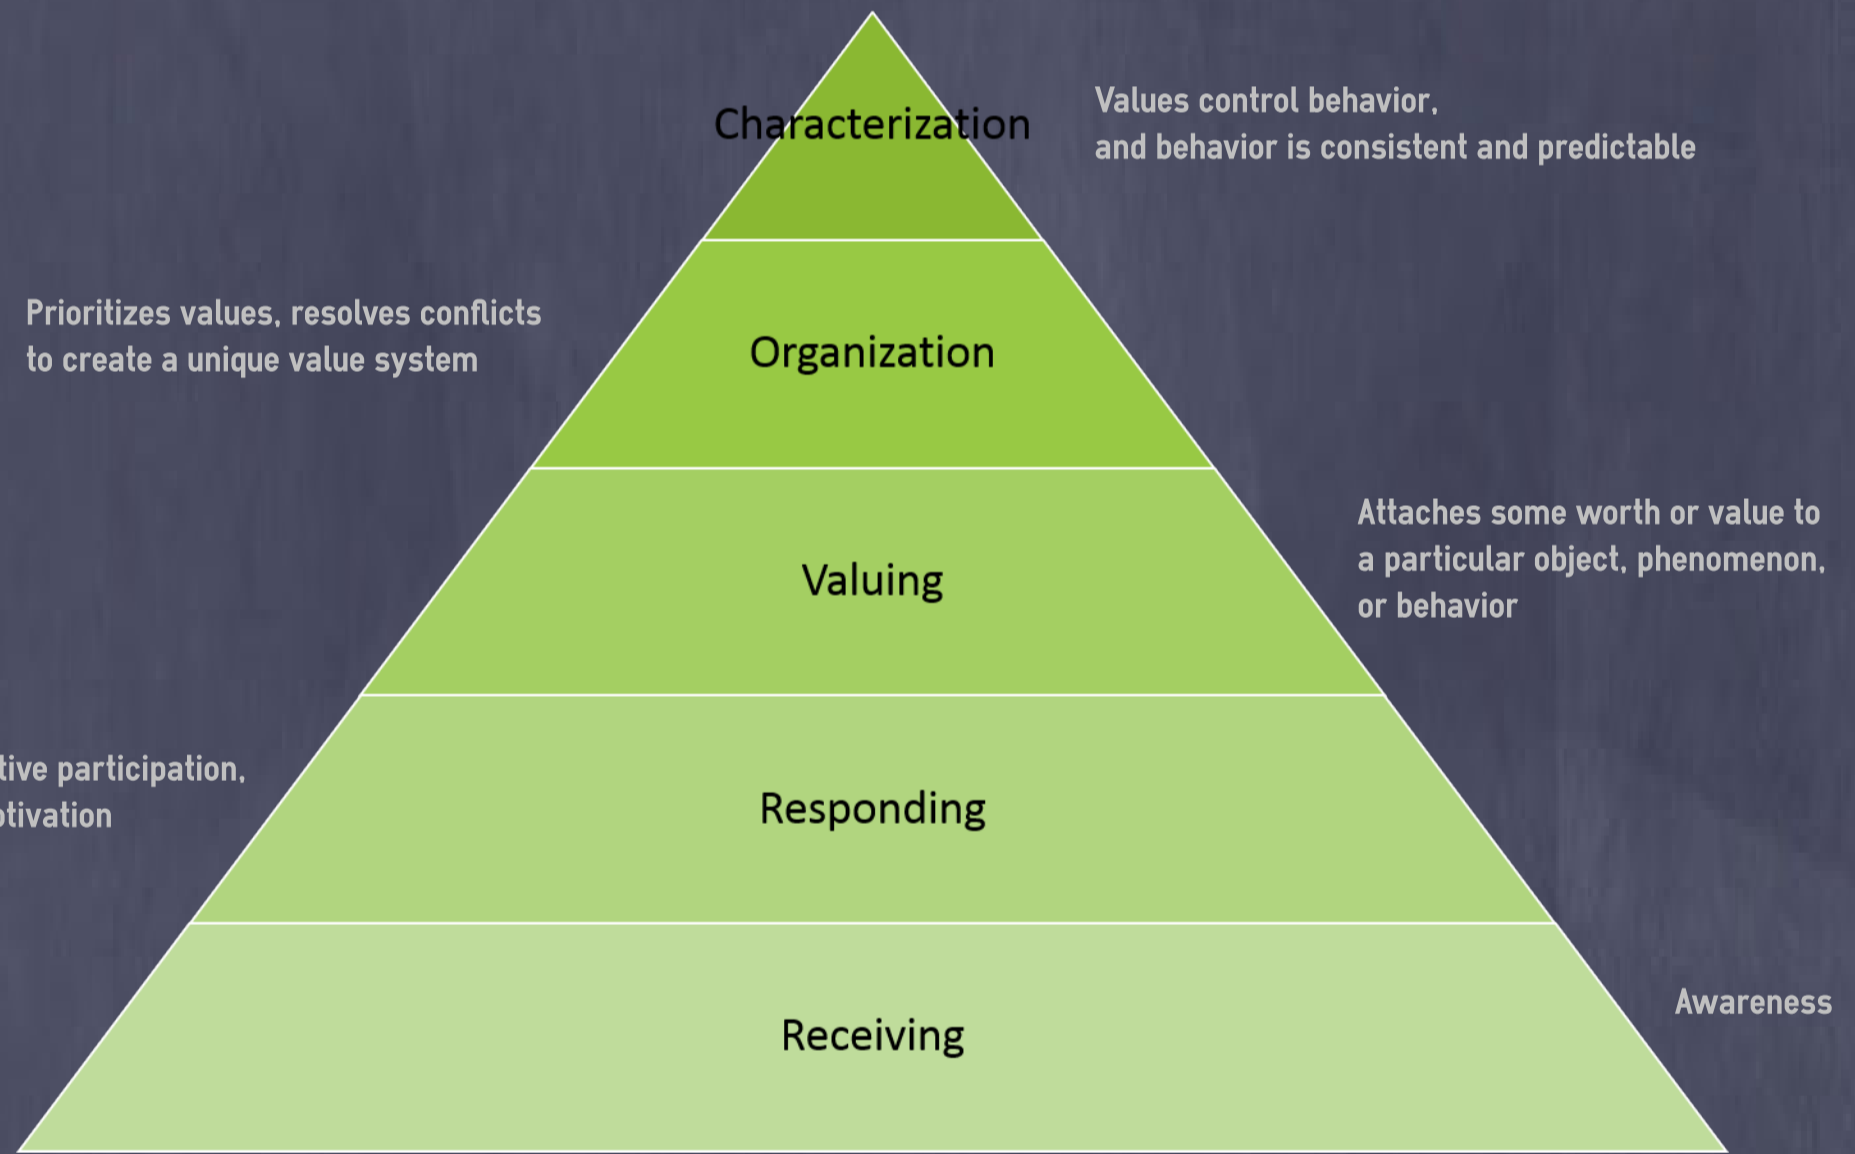 Characterization
Values control behavior,
and behavior is consistent and predictable
Prioritizes values, resolves conflicts
to create a unique value system
Organization
Attaches some worth or value to
a particular object, phenomenon,
or behavior
Valuing
participation,
Responding
Receiving
Awareness